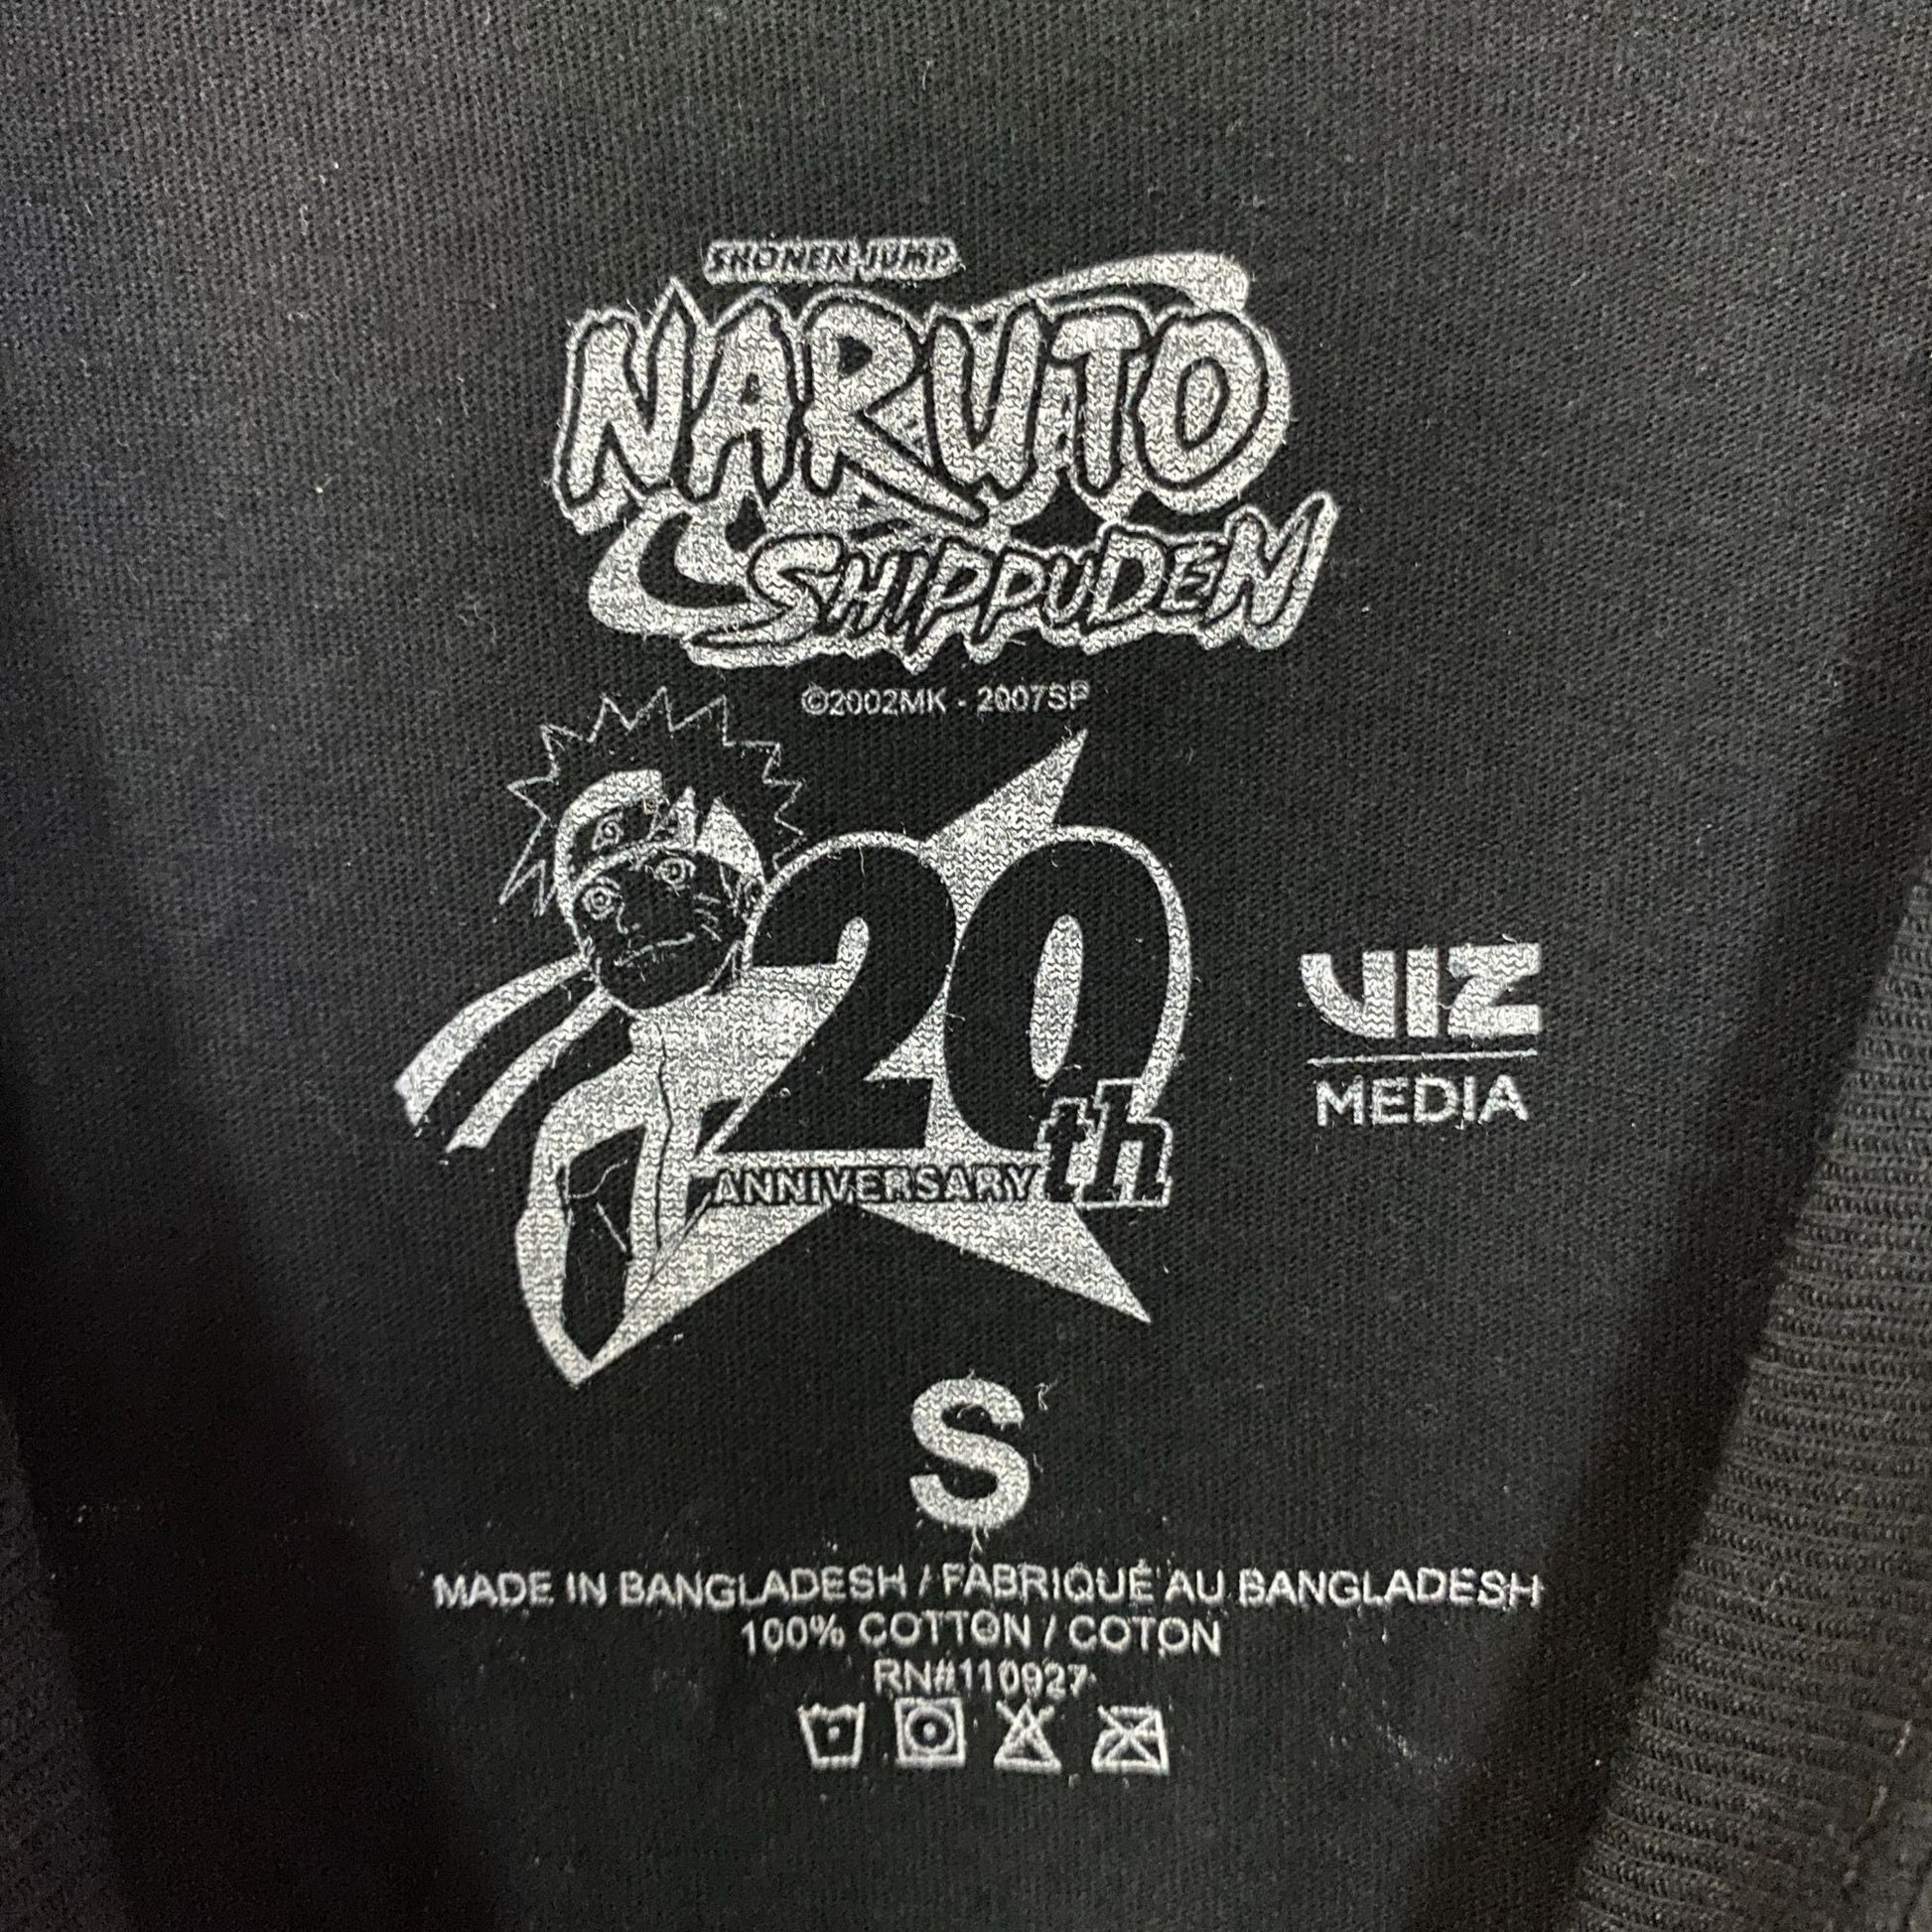 SHONEN JUMP
NARUTO
SHIPPUDEN
©2002MK - 2007SP
20th
ANNIVERSARY
VIZ
MEDIA
S
MADE IN BANGLADESH / FABRIQUÉ AU BANGLADESH
100% COTTON / COTON
RN#110927